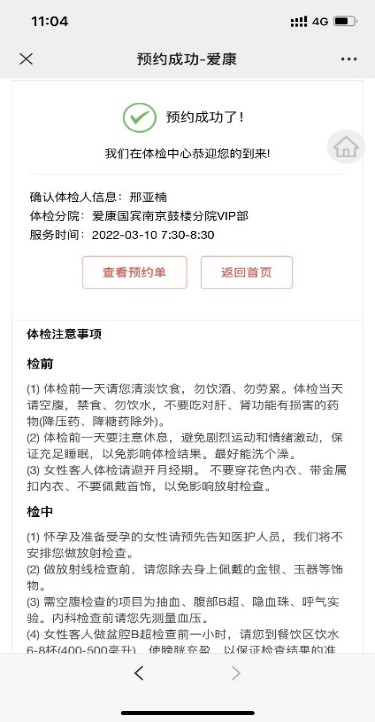 11:04
4G
预约成功-爱康
预约成功了!
我们在体检中心恭迎您的到来!
确认体检人信息：邢亚楠
体检分院：爱康国宾南京鼓楼分院VIP部
服务时间：2022-03-10 7:30-8:30
查看预约单
返回首页
体检注意事项
检前
(1) 体检前一天请您清淡饮食，勿饮酒、勿劳累。体检当天
请空腹，禁食、勿饮水，不要吃对肝、肾功能有损害的药
物(降压药、降糖药除外)。
(2) 体检前一天要注意休息，避免剧烈运动和情绪激动，保
证充足睡眠，以免影响体检结果。最好能洗个澡。
(3) 女性客人体检请避开月经期。 不要穿花色内衣、带金属
扣内衣、不要佩戴首饰，以免影响放射检查。
检中
(1) 怀孕及准备受孕的女性请预先告知医护人员，我们将不
安排您做放射检查。
(2) 做放射线检查前，请您除去身上佩戴的金银、玉器等饰
物。
(3) 需空腹检查的项目为抽血、腹部B超、隐血珠、呼气实
验。内科检查前请您先测量血压。
(4) 女性客人做盆腔B超检查前一小时，请您到餐饮区饮水
6-8杯(400-500毫升)，使膀胱充盈，以保证检查结果的准